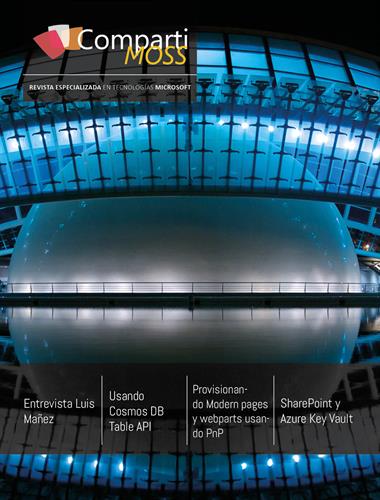 Comparti
MOSS
REVISTA ESPECIALIZADA EN TECNOLOGÍAS MICROSOFT
Entrevista Luis
Mañez
Usando
Cosmos DB
Table API
Provisionan-
do Modern pages
y webparts usan-
do PnP
SharePoint y
Azure Key Vault